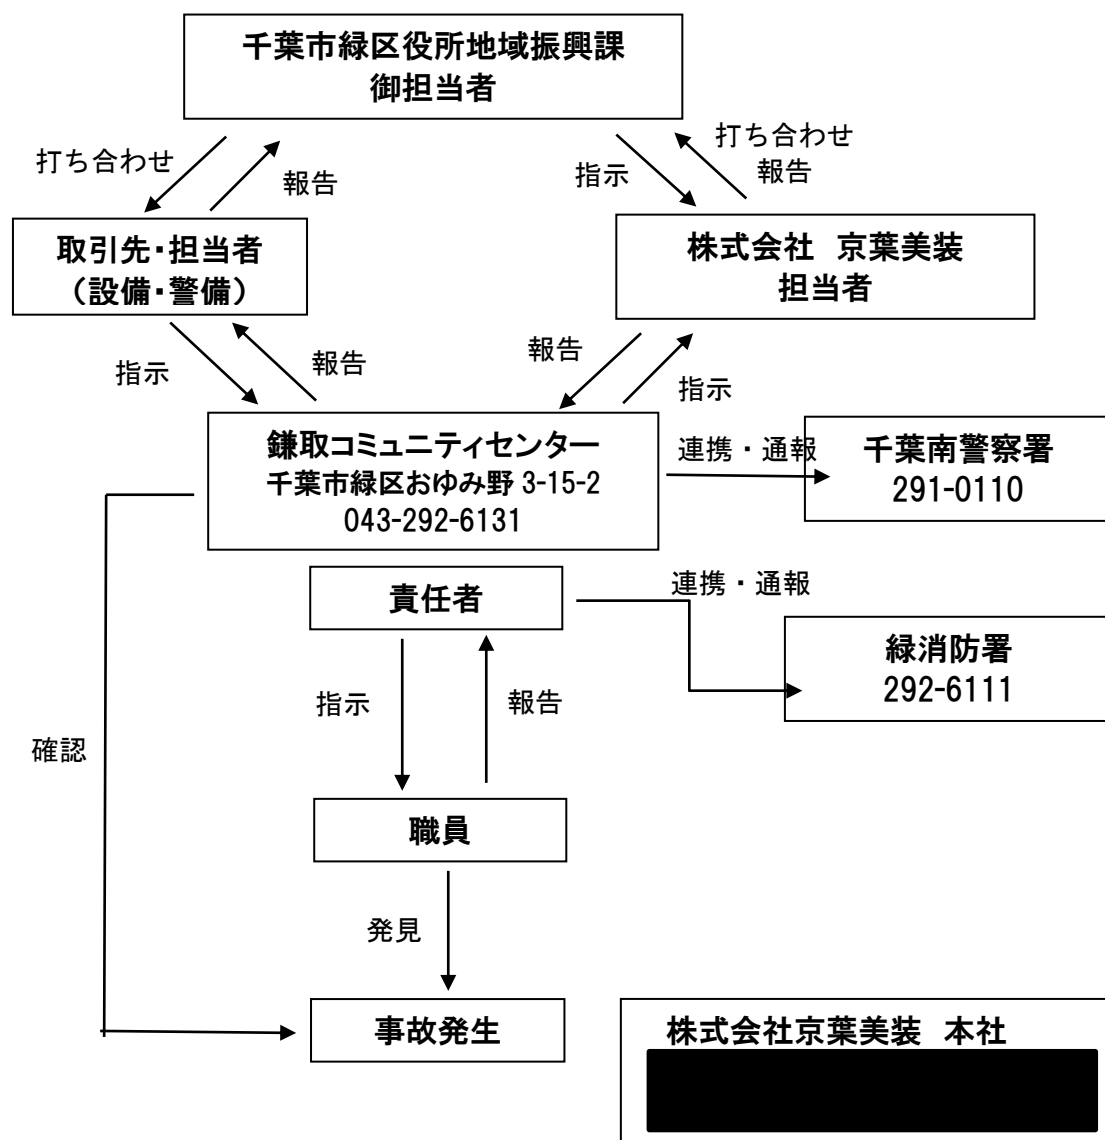 千葉市緑区役所地域振興課
御担当者
打ち合わせ
報告
指示
打ち合わせ
報告
取引先・担当者
（設備・警備）
株式会社　京葉美装
担当者
指示
報告
報告
指示
鎌取コミュニティセンター
千葉市緑区おゆみ野 3-15-2
043-292-6131
連携・通報
千葉南警察署
291-0110
責任者
連携・通報
緑消防署
292-6111
指示
報告
確認
職員
発見
事故発生
株式会社京葉美装　本社